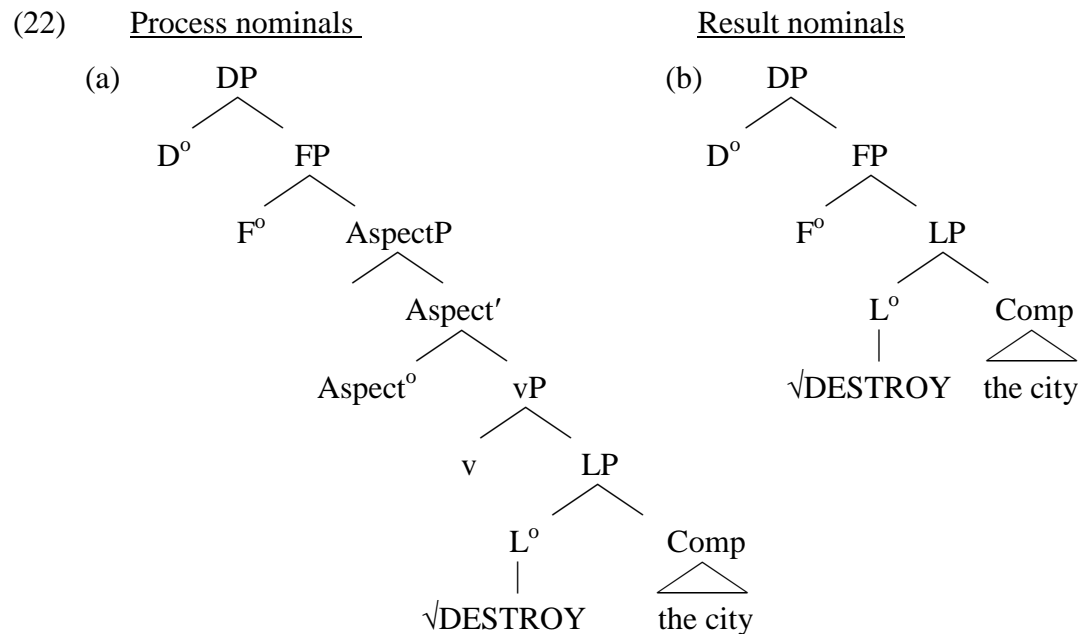 (22) Process nominals Result nominals
(a) DP (b) DP
Dº FP Dº FP
Fº AspectP Fº LP
Aspect′ Lº Comp
Aspectº vP √DESTROY the city
v LP
Lº Comp
√DESTROY the city